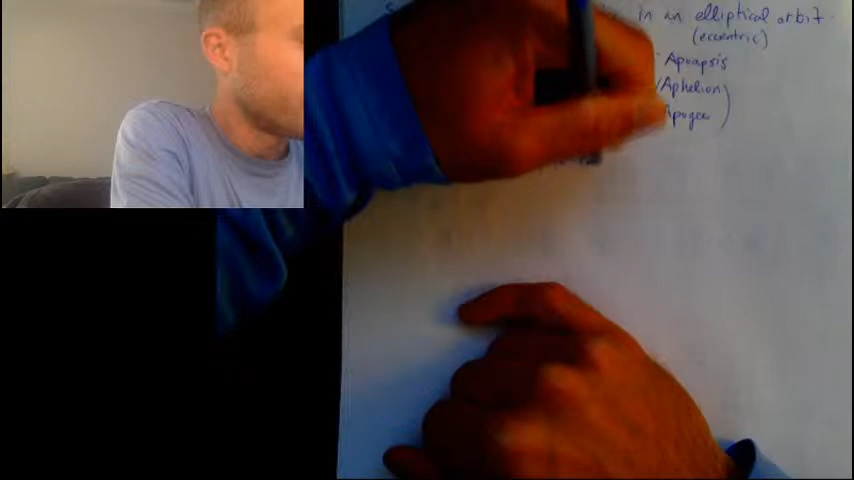 in an elliptical orbit
(eccentric)
Apoapsis
(Aphelion)
Apogee